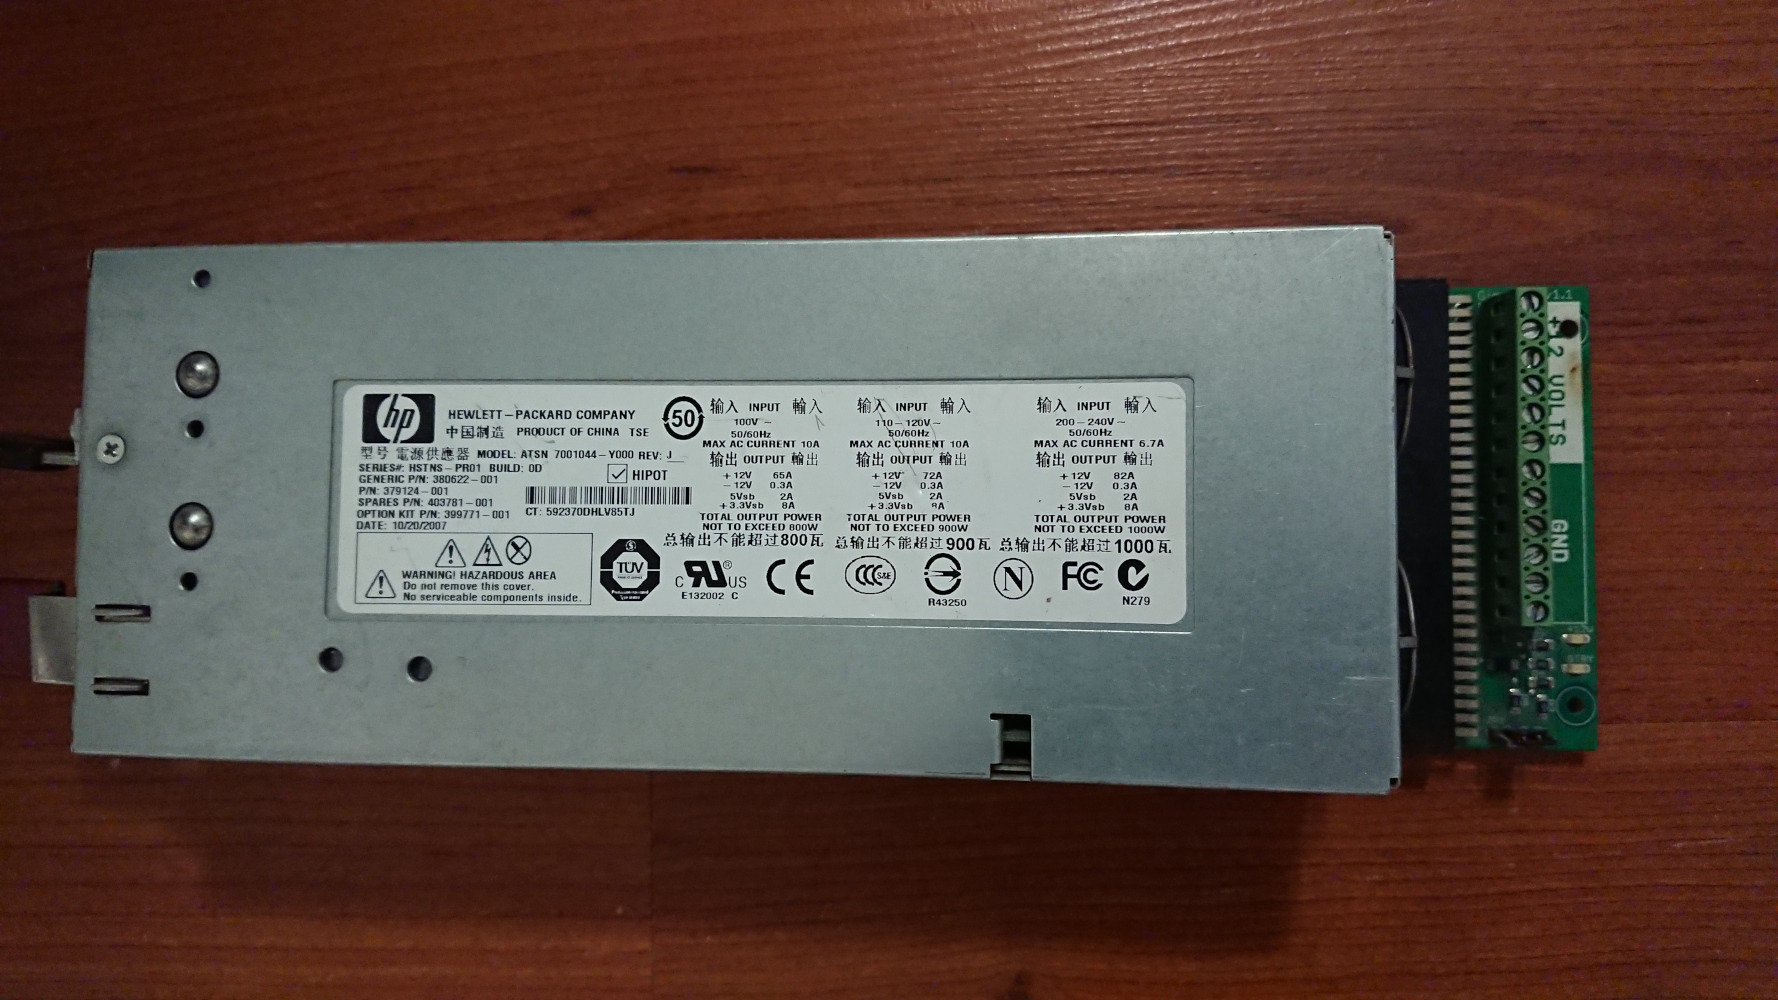 hp
HEWLETT-PACKARD COMPANY
中国制造 PRODUCT OF CHINA TSE
型号 電源供應器 MODEL: ATSN 7001044-Y000 REV: J
SERIES#: HSTNS-PR01 BUILD: 0D
GENERIC P/N: 380622-001
P/N: 379124-001
SPARES P/N: 403781-001
OPTION KIT P/N: 399771-001
DATE: 10/20/2007
HIPOT
CT: 592370DHLV85TJ
50
输入 INPUT 輸入
100V ~
50/60Hz
MAX AC CURRENT 10A
输出 OUTPUT 輸出
+12V 65A
-12V 0.3A
5Vsb 2A
+3.3Vsb 8A
TOTAL OUTPUT POWER
NOT TO EXCEED 800W
总输出不能超过800瓦
输入 INPUT 輸入
110-120V~
50/60Hz
MAX AC CURRENT 10A
输出 OUTPUT 輸出
+12V 72A
-12V 0.3A
5Vsb 2A
+3.3Vsb 8A
TOTAL OUTPUT POWER
NOT TO EXCEED 900W
总输出不能超过900瓦
输入 INPUT 輸入
200-240V~
50/60Hz
MAX AC CURRENT 6.7A
输出 OUTPUT 輸出
+12V 82A
-12V 0.3A
5Vsb 2A
+3.3Vsb 8A
TOTAL OUTPUT POWER
NOT TO EXCEED 1000W
总输出不能超过1000瓦
WARNING! HAZARDOUS AREA
Do not remove this cover.
No serviceable components inside.
TÜV
C RU ® US
E132002 C
CE
CCC S&E
R43250
N
FCC
N279
+12 VOLTS
GND